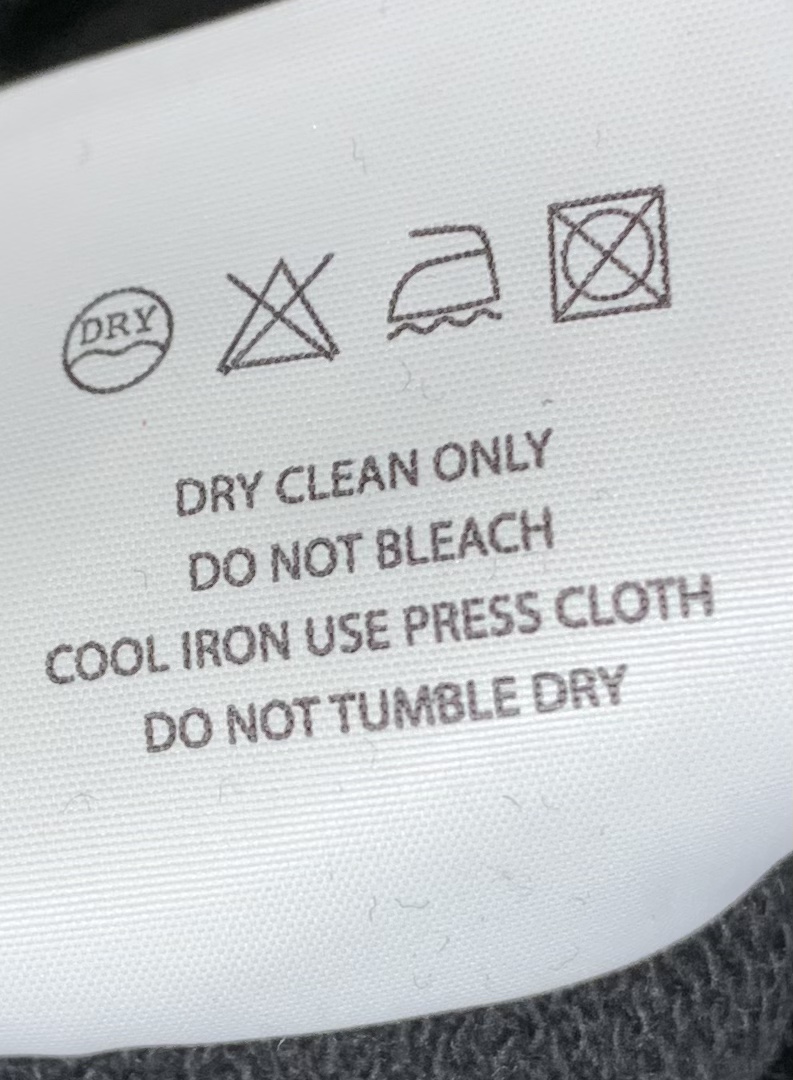 DRY
DRY CLEAN ONLY
DO NOT BLEACH
COOL IRON USE PRESS CLOTH
DO NOT TUMBLE DRY